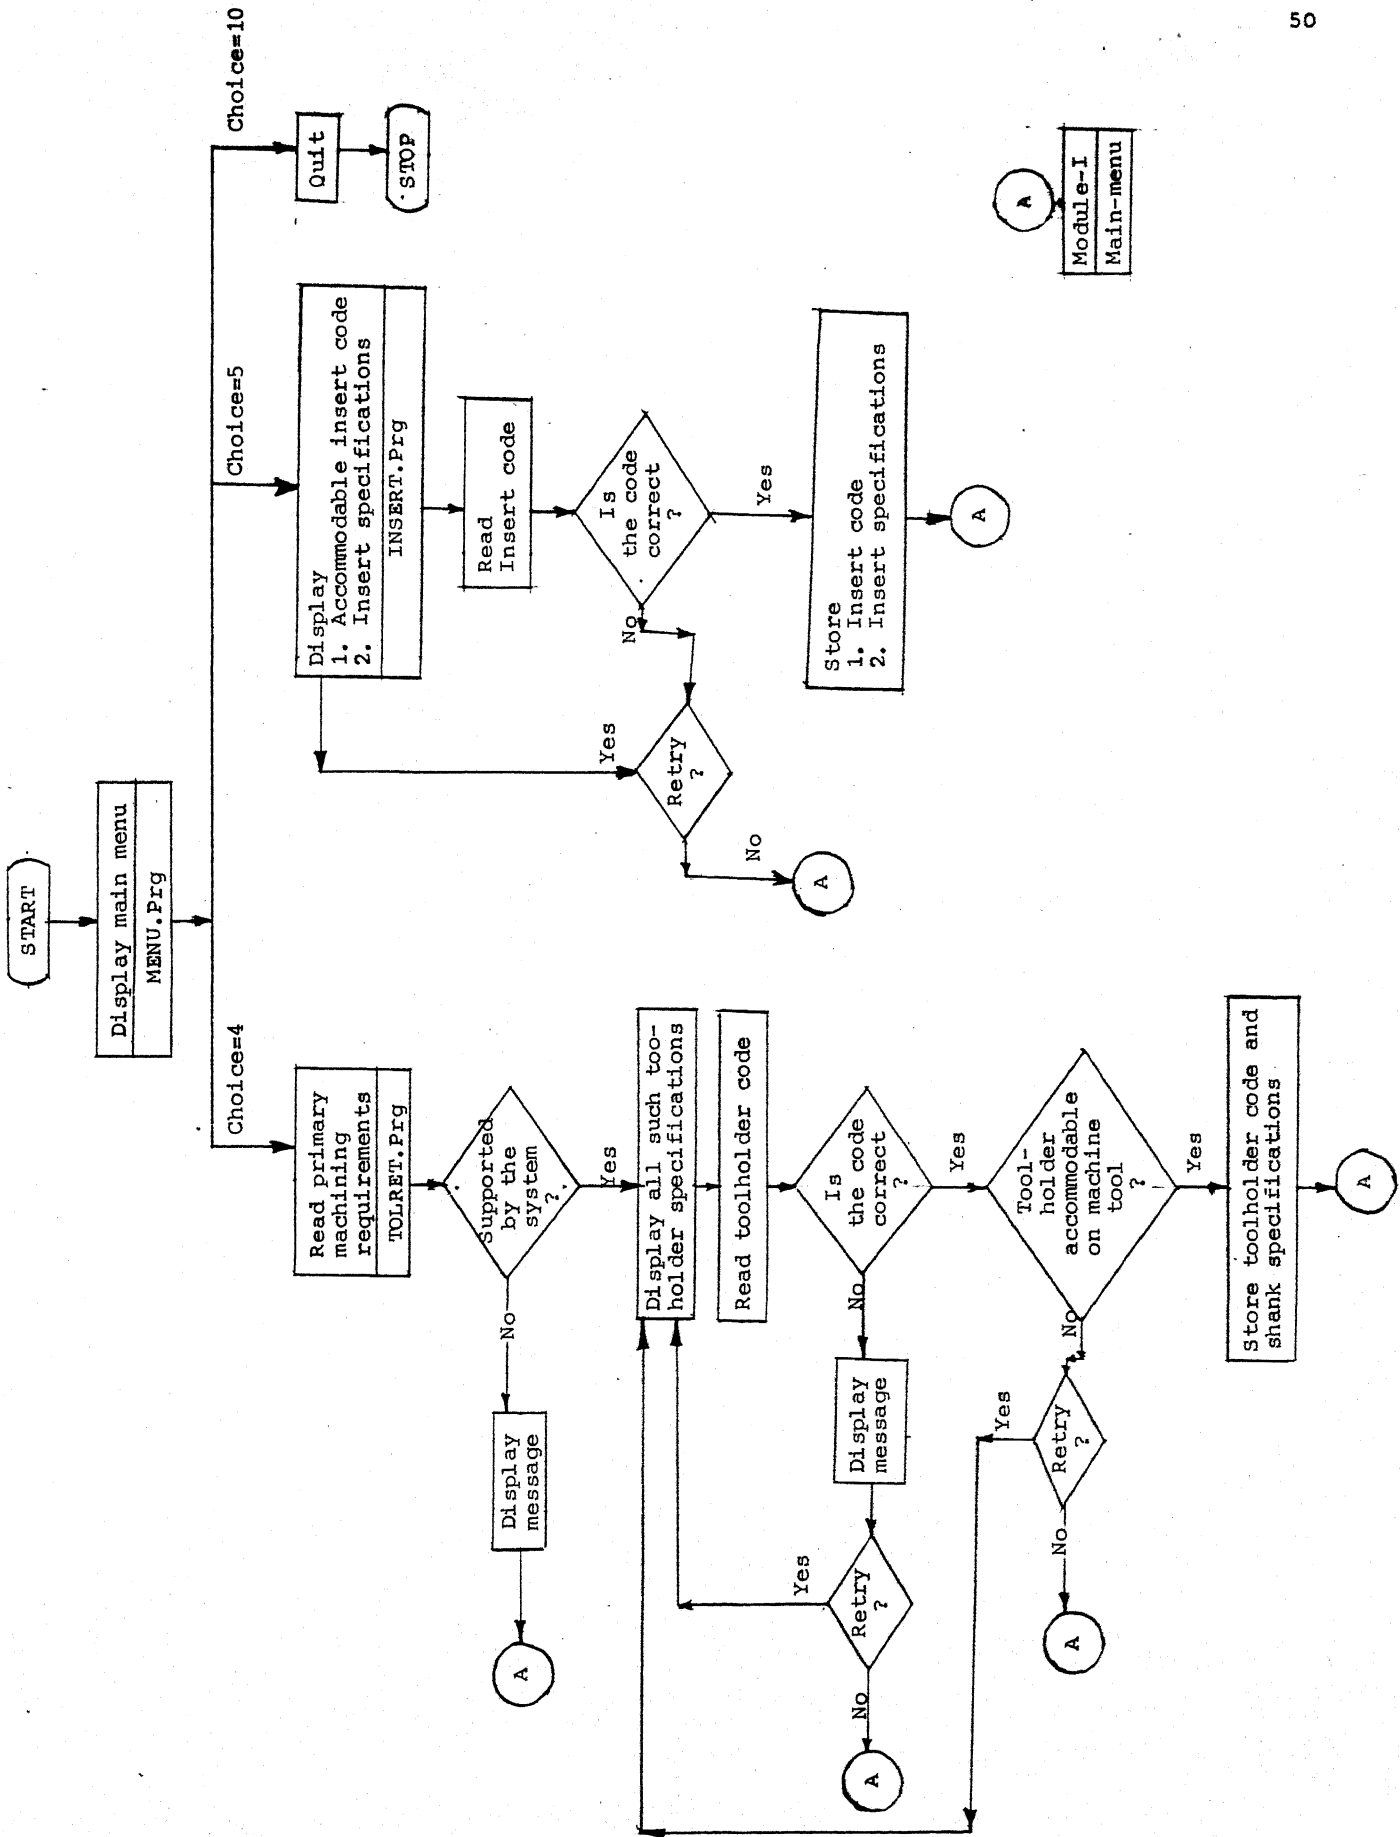 50
START
Display main menu
MENU.Prg
Choice=4
Choice=5
Choice=10
Read primary
machining
requirements
TOLRET.Prg
Supported
by the
system
?
No
Display
message
A
Yes
Display all such too-
holder specifications
Read toolholder code
Is
the code
correct
?
No
Display
message
Retry
?
Yes
No
A
Yes
Tool-
holder
accommodable
on machine
tool
?
No
Retry
?
Yes
No
A
Yes
Store toolholder code and
shank specifications
A
Display
1. Accommodable insert code
2. Insert specifications
INSERT.Prg
Read
Insert code
Is
the code
correct
?
No
Retry
?
Yes
No
A
Yes
Store
1. Insert code
2. Insert specifications
A
Quit
STOP
A
Module-I
Main-menu